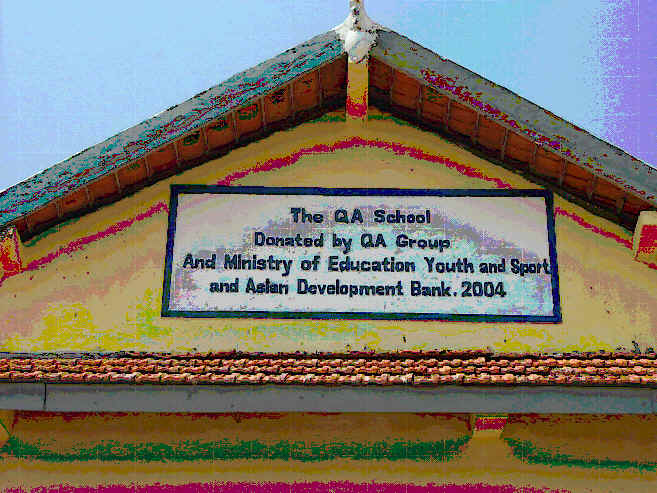 The QA School
Donated by QA Group
And Ministry of Education Youth and Sport
and Asian Development Bank. 2004